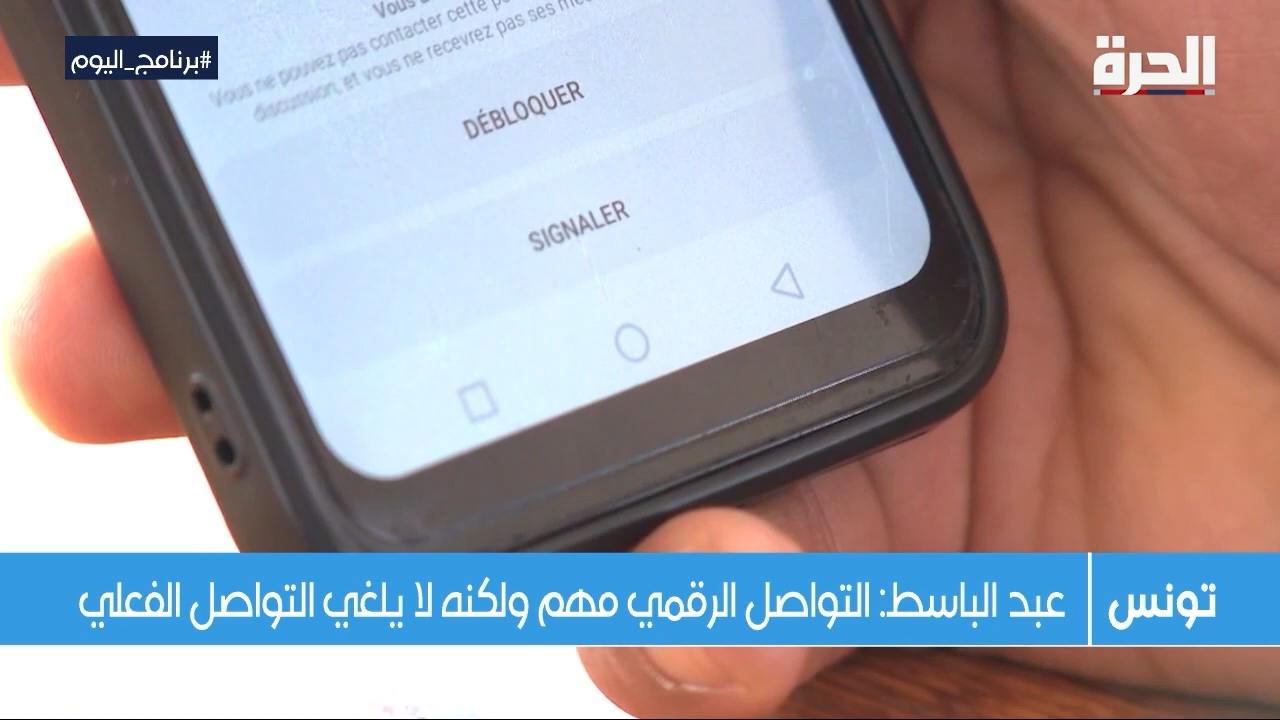 #برنامج_اليوم
الحرة
Vous
Vous ne pouvez pas contacter cette
discussion, et vous ne recevrez pas ses
DÉBLOQUER
SIGNALER
تونس
عبد الباسط: التواصل الرقمي مهم ولكنه لا يلغي التواصل الفعلي